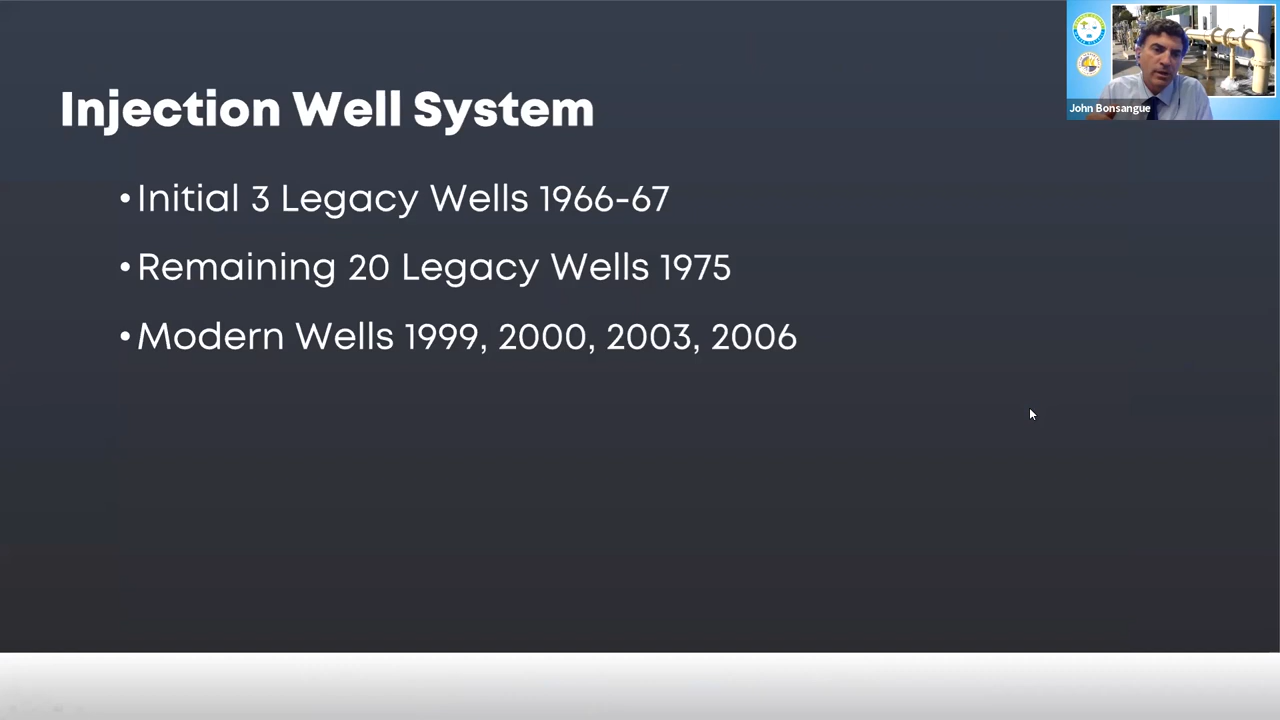 Injection Well System
• Initial 3 Legacy Wells 1966-67
• Remaining 20 Legacy Wells 1975
• Modern Wells 1999, 2000, 2003, 2006
John Bonsangue